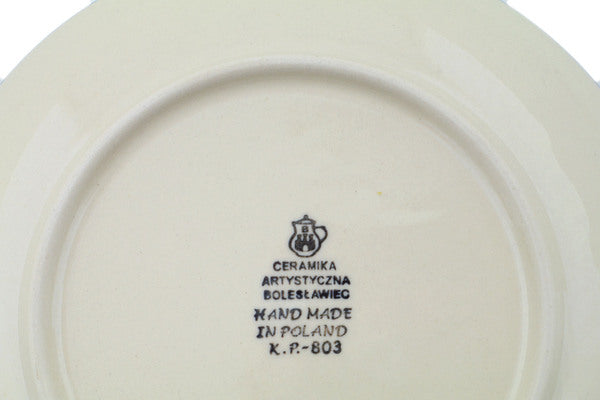 B
CERAMIKA
ARTYSTYCZNA
BOLESŁAWIEC
HAND MADE
IN POLAND
K.P.-803